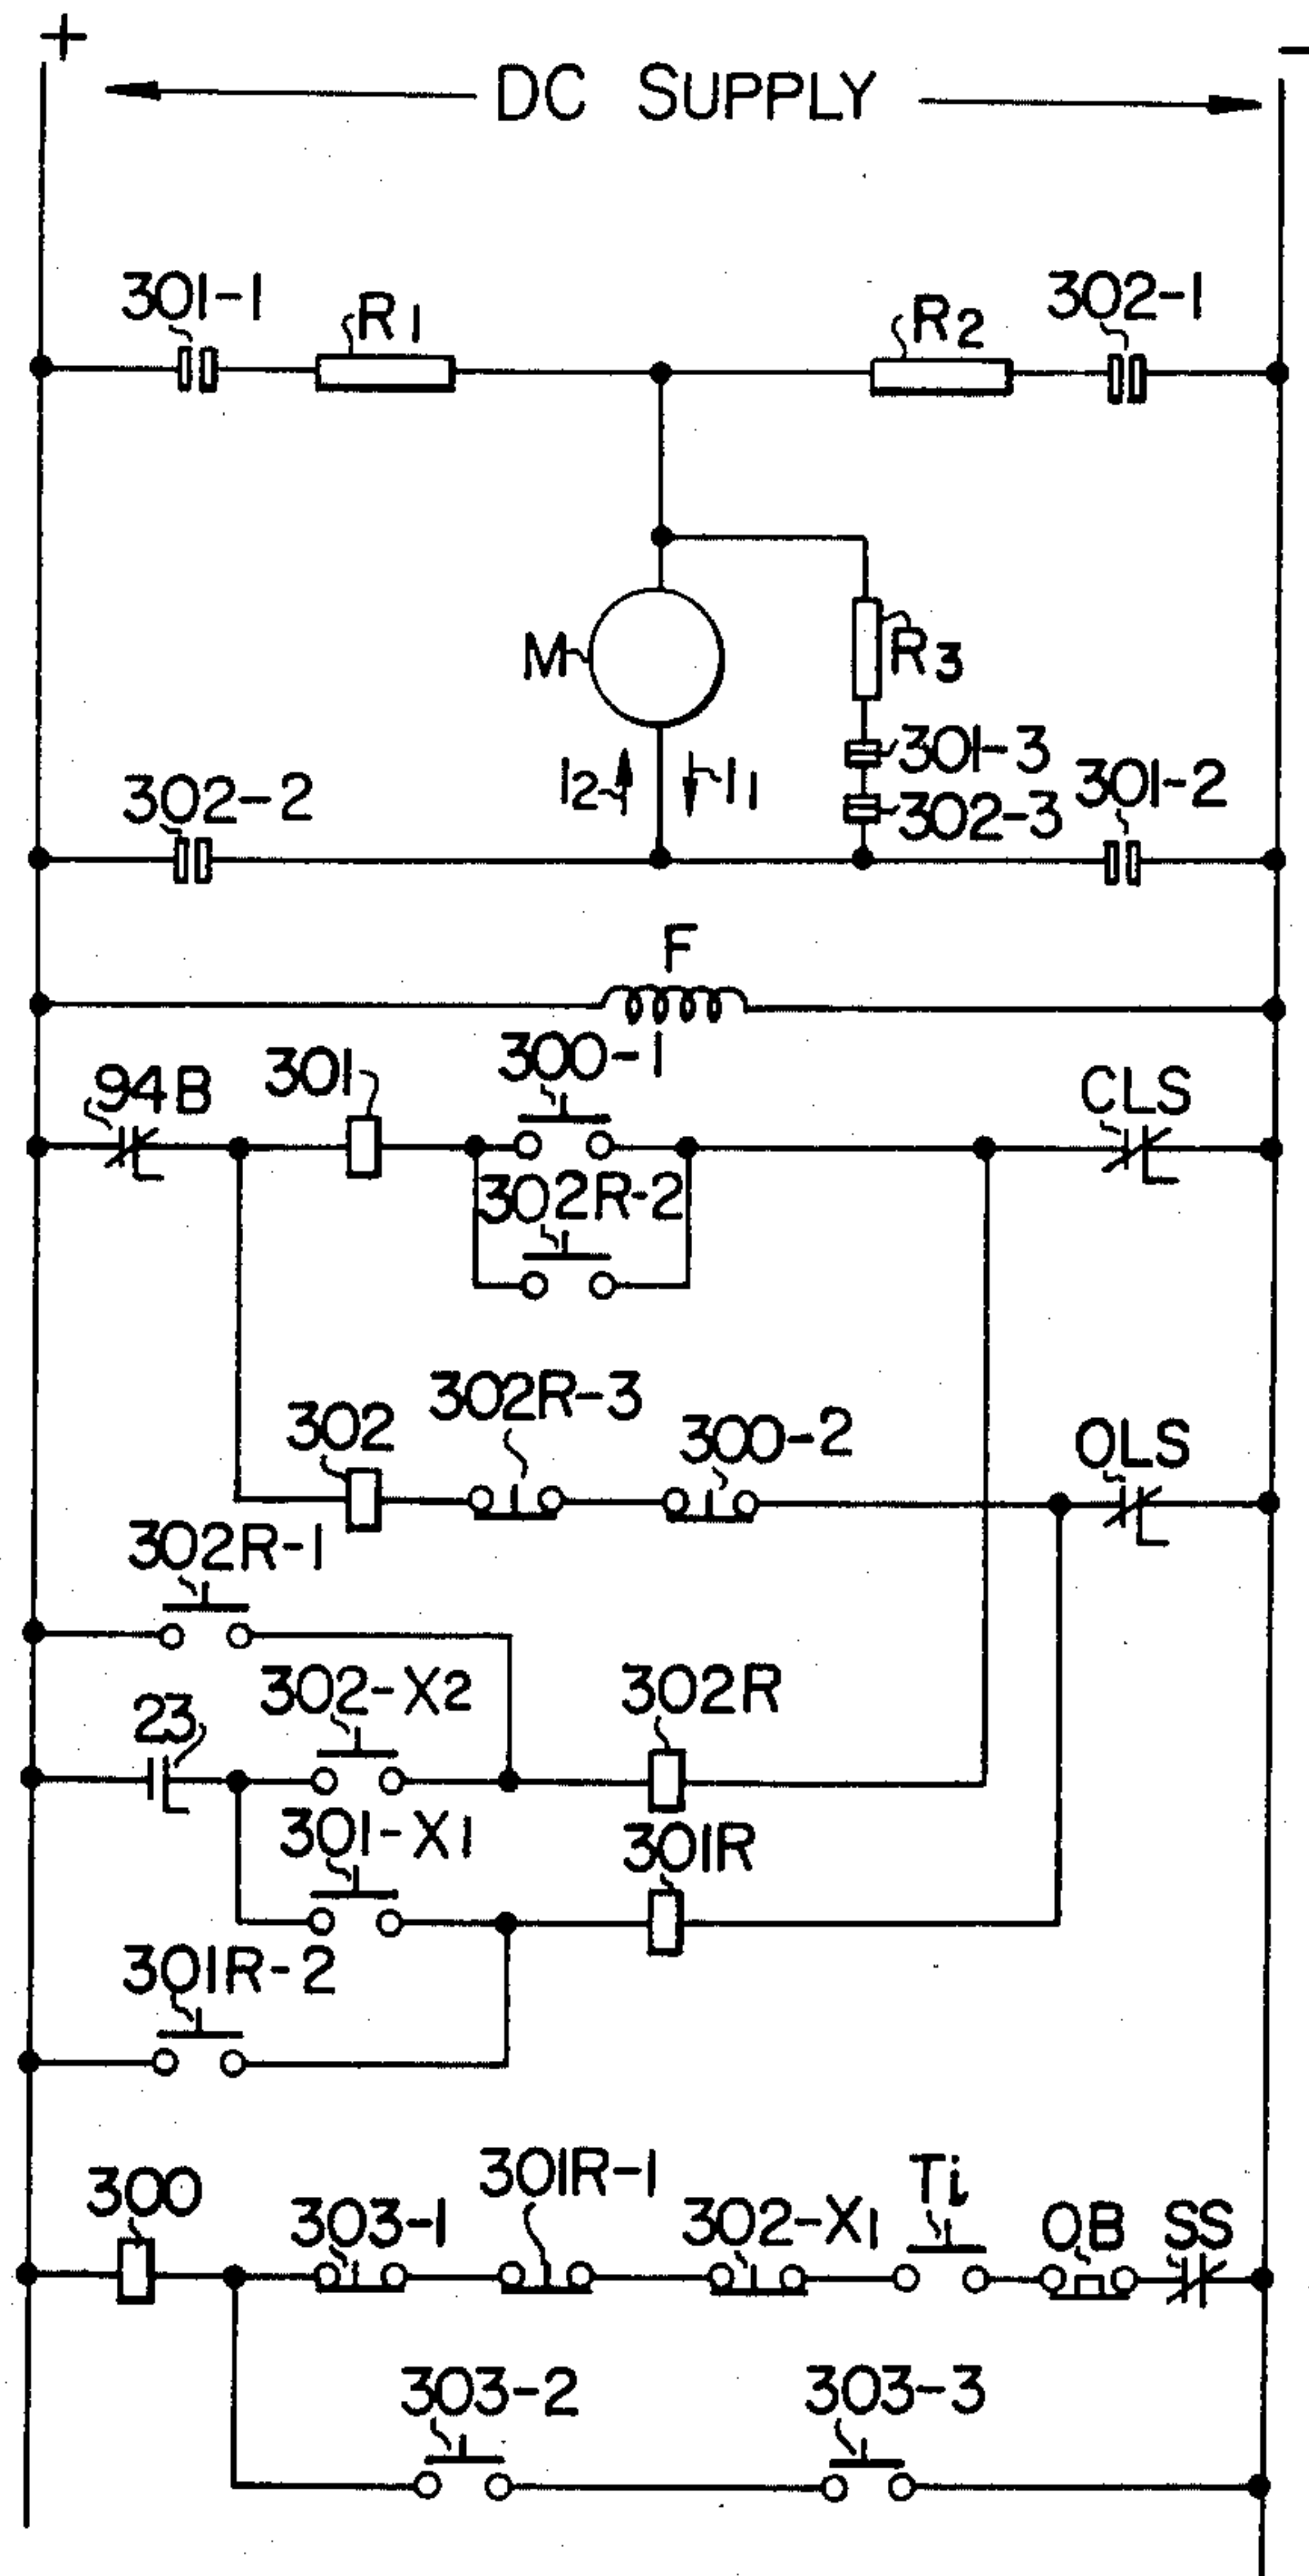 + −
DC SUPPLY
301-1 R1 R2 302-1
M R3
301-3
I2 I1
302-2 302-3 301-2
F
94B 301 300-1 CLS
302R-2
302 302R-3 300-2 OLS
302R-1
23 302-X2 302R
301-X1 301R
301R-2
300 303-1 301R-1 302-X1 Ti OB SS
303-2 303-3